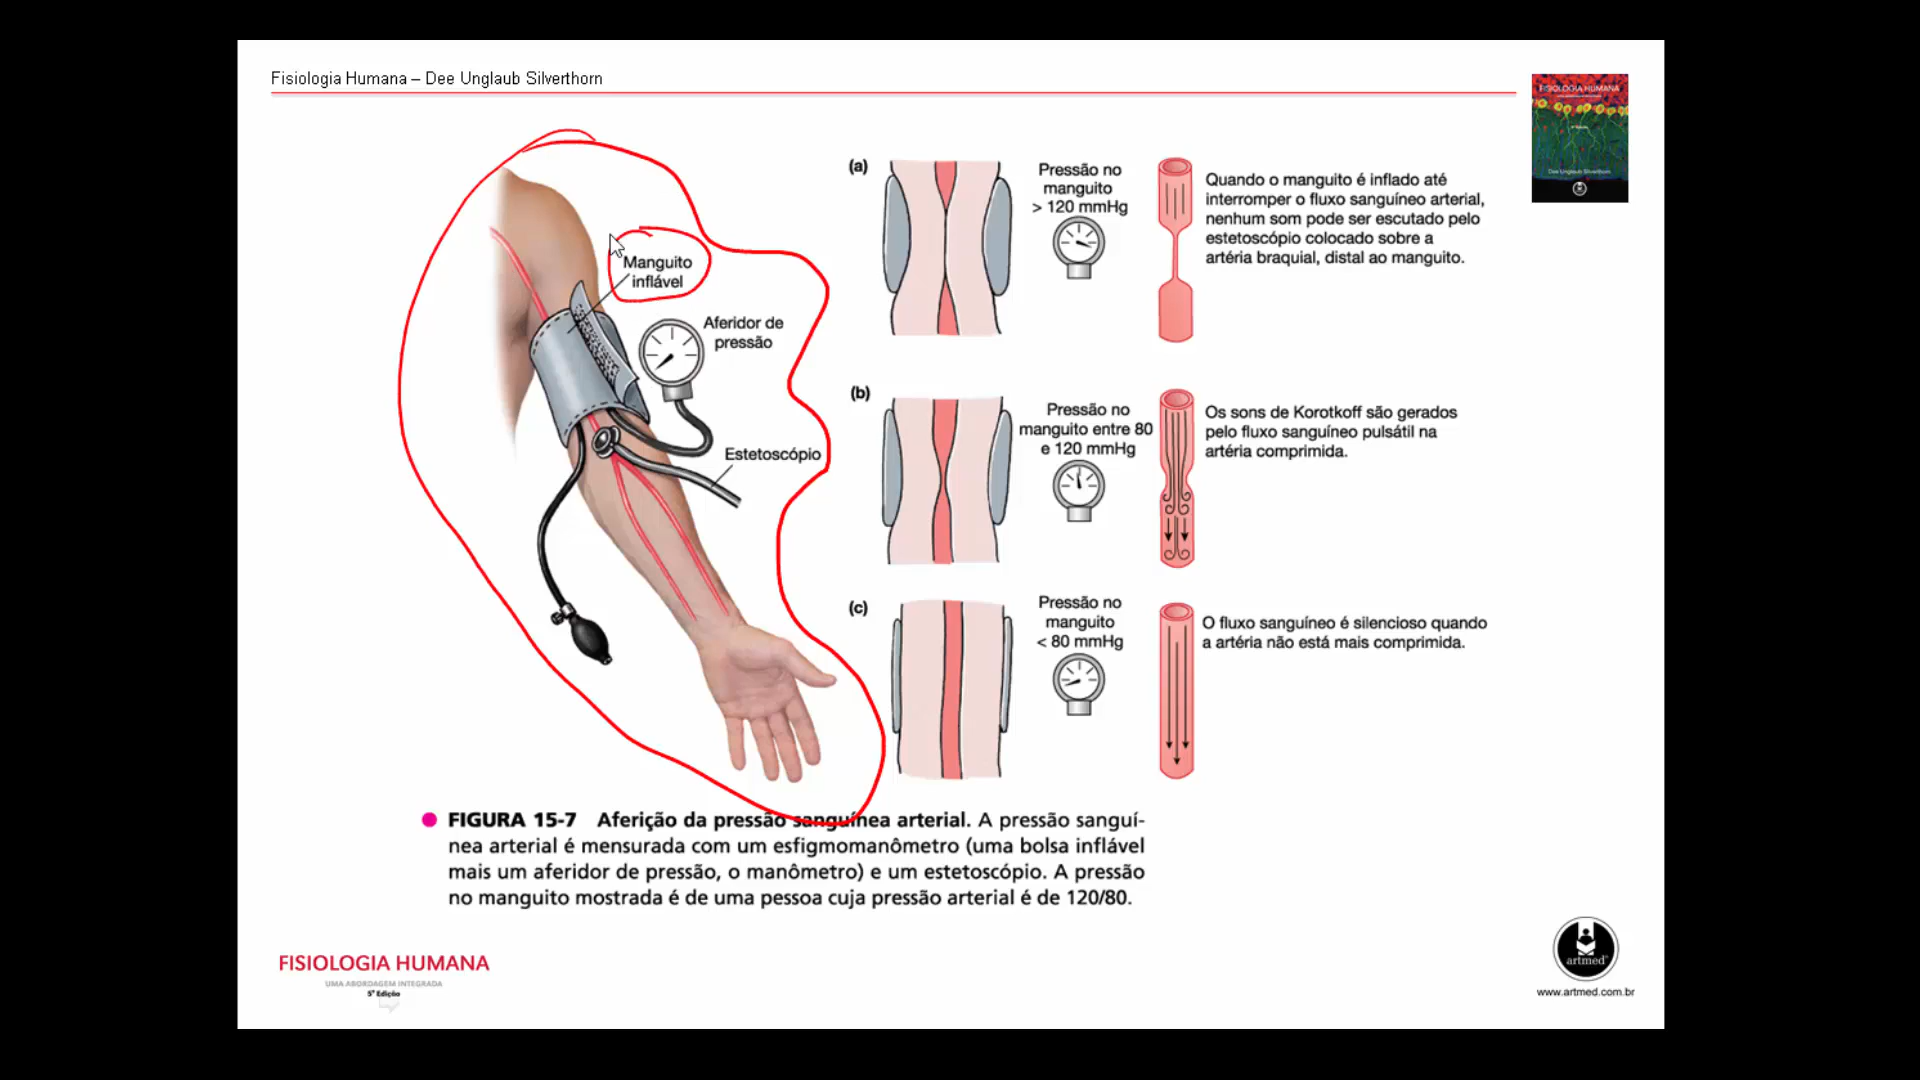 Fisiologia Humana – Dee Unglaub Silverthorn
FISIOLOGIA HUMANA
Dee Unglaub Silverthorn
Manguito
inflável
Aferidor de
pressão
Estetoscópio
(a)
Pressão no
manguito
> 120 mmHg
Quando o manguito é inflado até
interromper o fluxo sanguíneo arterial,
nenhum som pode ser escutado pelo
estetoscópio colocado sobre a
artéria braquial, distal ao manguito.
(b)
Pressão no
manguito entre 80
e 120 mmHg
Os sons de Korotkoff são gerados
pelo fluxo sanguíneo pulsátil na
artéria comprimida.
(c)
Pressão no
manguito
< 80 mmHg
O fluxo sanguíneo é silencioso quando
a artéria não está mais comprimida.
FIGURA 15-7 Aferição da pressão sanguínea arterial. A pressão sanguí-
nea arterial é mensurada com um esfigmomanômetro (uma bolsa inflável
mais um aferidor de pressão, o manômetro) e um estetoscópio. A pressão
no manguito mostrada é de uma pessoa cuja pressão arterial é de 120/80.
FISIOLOGIA HUMANA
UMA ABORDAGEM INTEGRADA
5ª Edição
artmed
www.artmed.com.br